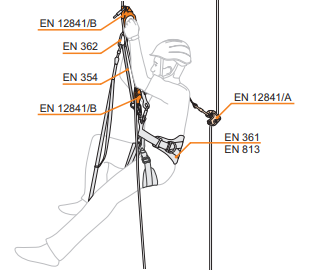 EN 12841/B
EN 362
EN 354
EN 12841/B
EN 12841/A
EN 361
EN 813